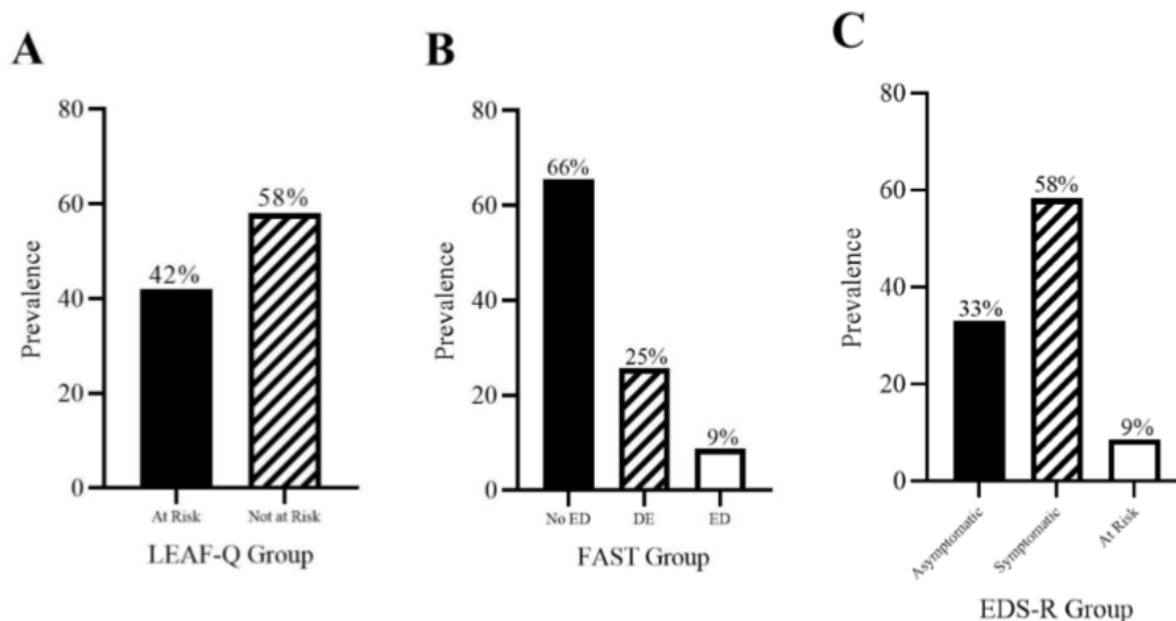 A
80
60
40
20
0
Prevalence
42%
58%
At Risk
Not at Risk
LEAF-Q Group
B
80
60
40
20
0
Prevalence
66%
25%
9%
No ED
DE
ED
FAST Group
C
80
60
40
20
0
Prevalence
33%
58%
9%
Asymptomatic
Symptomatic
At Risk
EDS-R Group